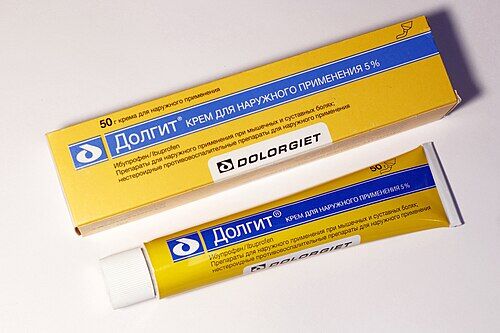 50 г крема для наружного применения
Долгит® КРЕМ ДЛЯ НАРУЖНОГО ПРИМЕНЕНИЯ 5 %
Ибупрофен/Ibuprofen
Препараты для наружного применения при мышечных и суставных болях;
нестероидные противовоспалительные препараты для наружного применения
DOLORGIET
50 г
Долгит® КРЕМ ДЛЯ НАРУЖНОГО ПРИМЕНЕНИЯ 5%
Ибупрофен/Ibuprofen
Препараты для наружного применения при мышечных и суставных болях;
нестероидные противовоспалительные препараты для наружного применения
DOLORGIET